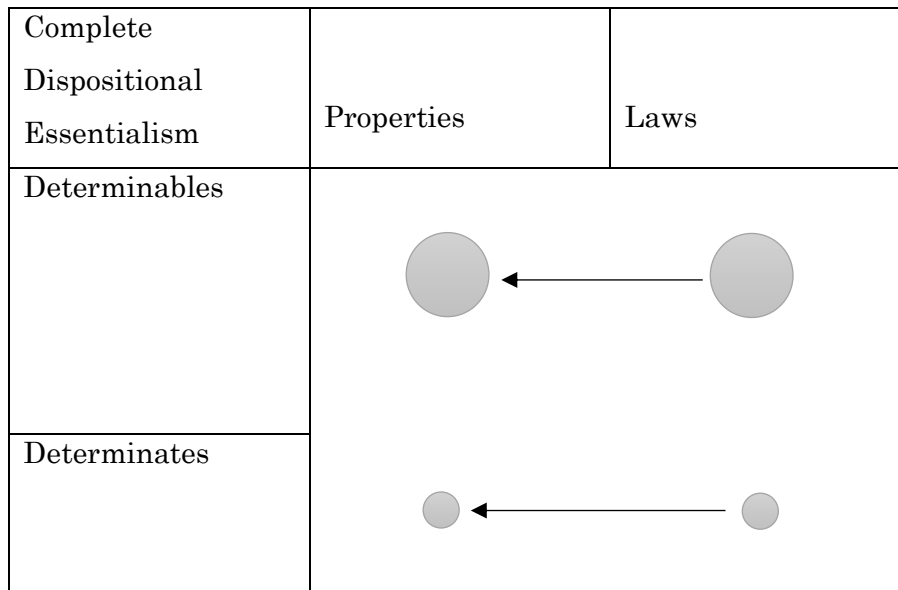 Complete
Dispositional
Essentialism
Properties
Laws
Determinables
Determinates